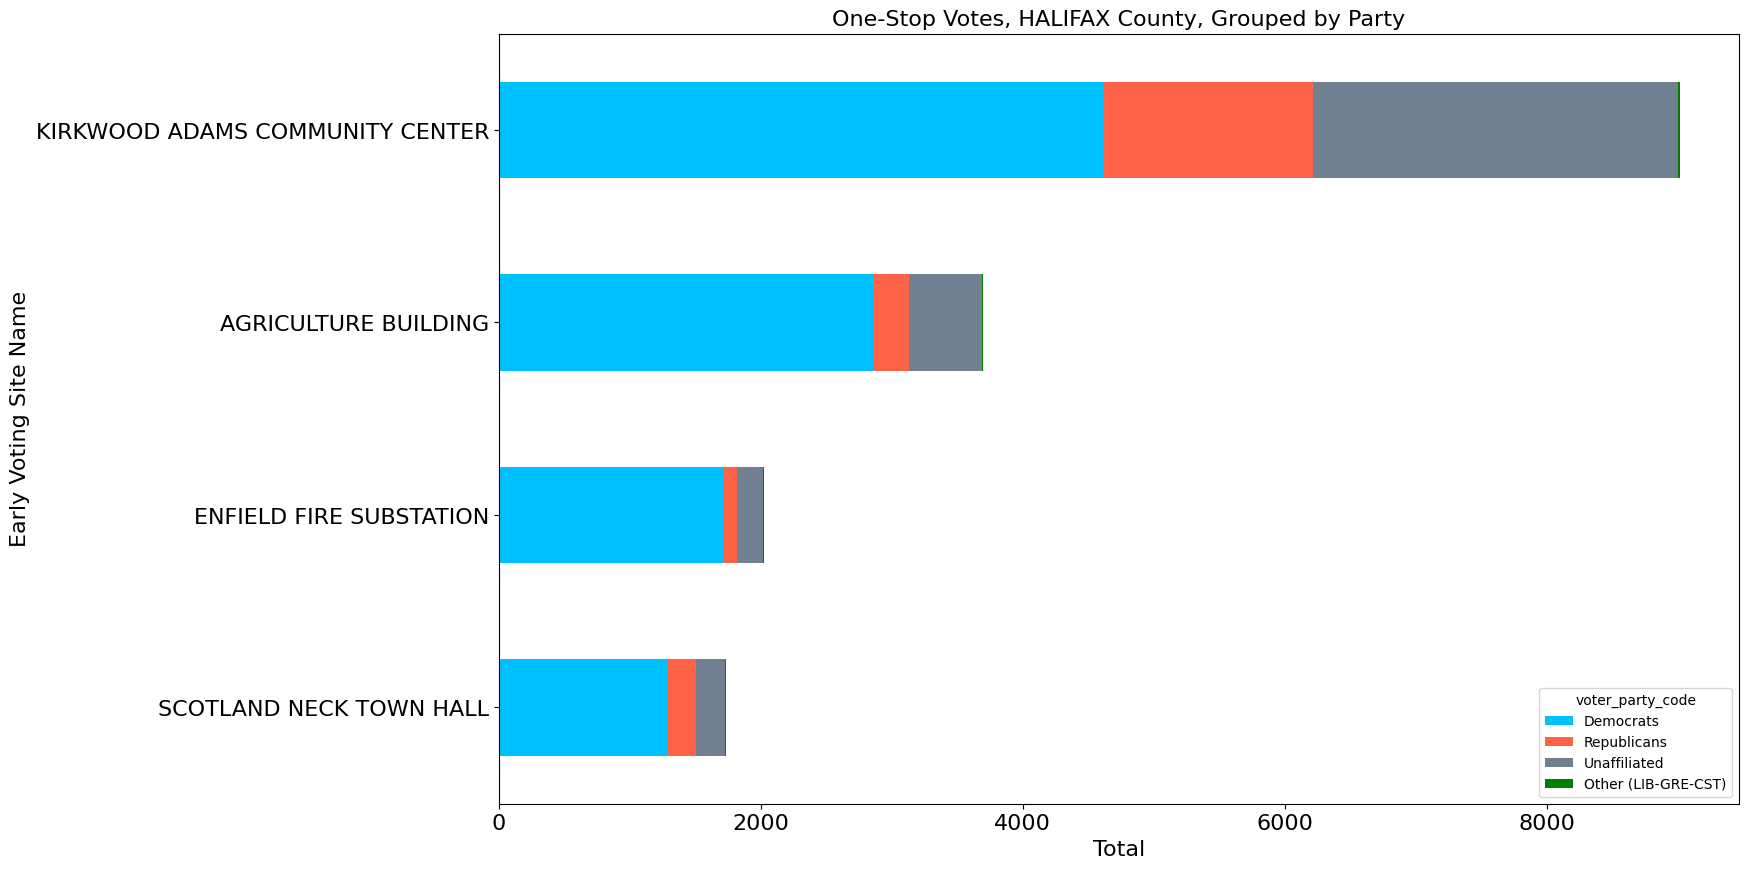 One-Stop Votes, HALIFAX County, Grouped by Party
Early Voting Site Name
KIRKWOOD ADAMS COMMUNITY CENTER
AGRICULTURE BUILDING
ENFIELD FIRE SUBSTATION
SCOTLAND NECK TOWN HALL
voter_party_code
Democrats
Republicans
Unaffiliated
Other (LIB-GRE-CST)
0 2000 4000 6000 8000
Total